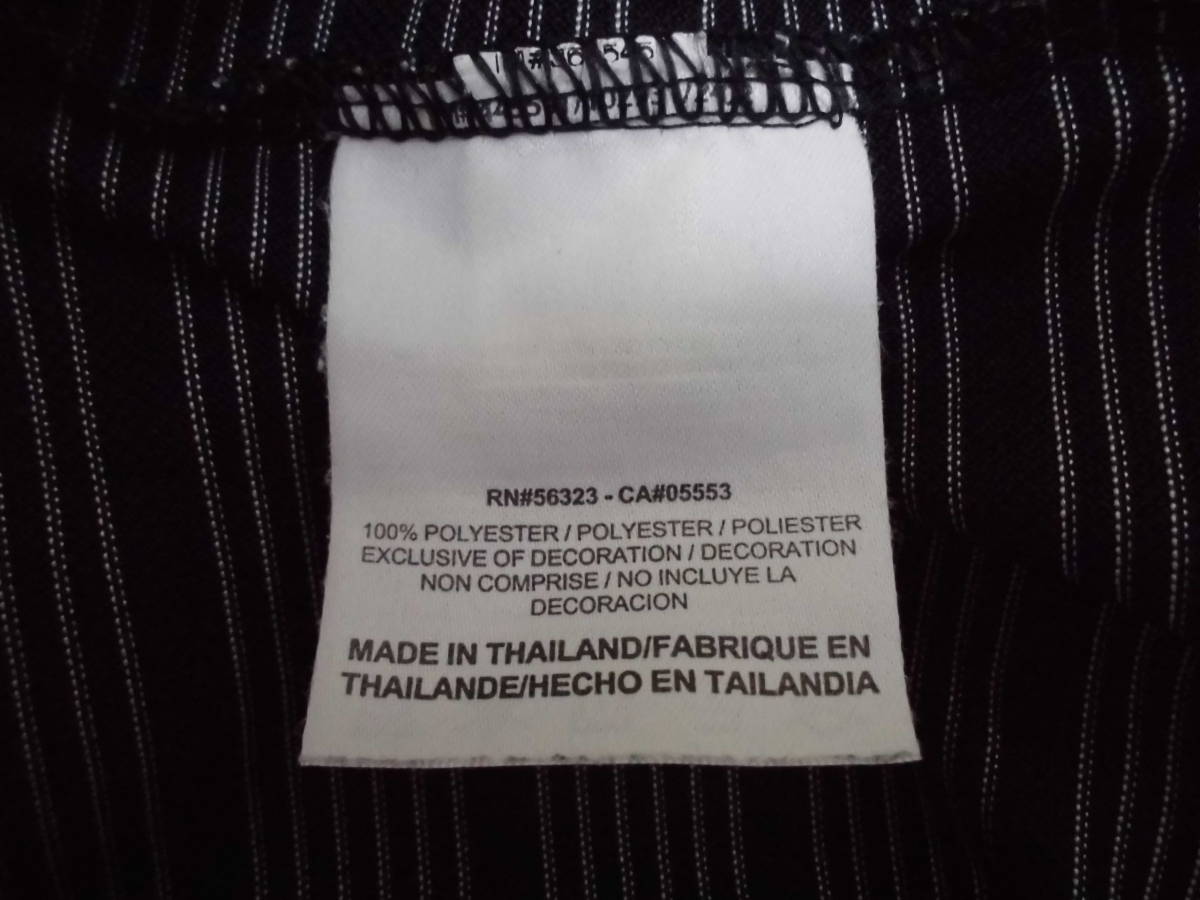 RN#56323 - CA#05553
100% POLYESTER / POLYESTER / POLIESTER
EXCLUSIVE OF DECORATION / DECORATION
NON COMPRISE / NO INCLUYE LA
DECORACION
MADE IN THAILAND/FABRIQUE EN
THAILANDE/HECHO EN TAILANDIA